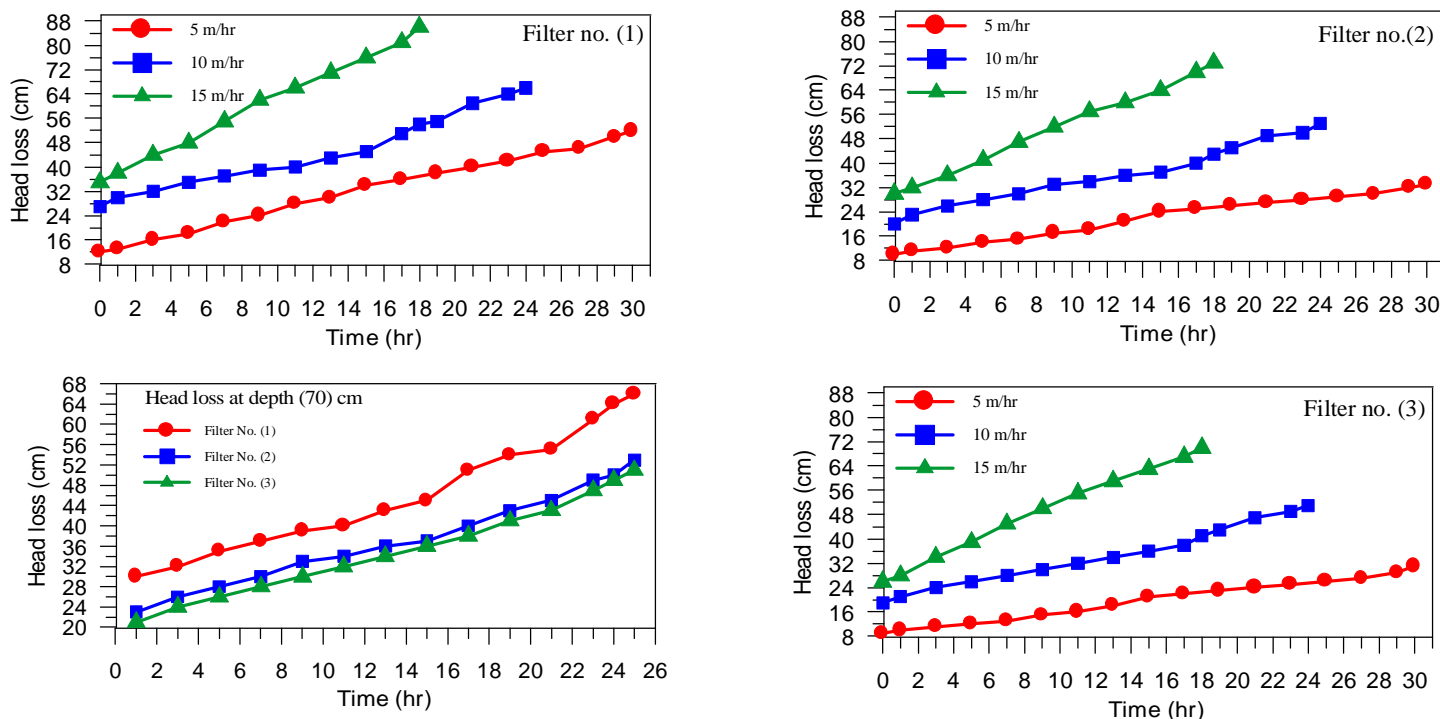 Filter no. (1)
5 m/hr
10 m/hr
15 m/hr
Head loss (cm)
88
80
72
64
56
48
40
32
24
16
8
0 2 4 6 8 10 12 14 16 18 20 22 24 26 28 30
Time (hr)
Filter no.(2)
5 m/hr
10 m/hr
15 m/hr
Head loss (cm)
88
80
72
64
56
48
40
32
24
16
8
0 2 4 6 8 10 12 14 16 18 20 22 24 26 28 30
Time (hr)
Head loss at depth (70) cm
Filter No. (1)
Filter No. (2)
Filter No. (3)
Head loss (cm)
68
64
60
56
52
48
44
40
36
32
28
24
20
0 2 4 6 8 10 12 14 16 18 20 22 24 26
Time (hr)
Filter no. (3)
5 m/hr
10 m/hr
15 m/hr
Head loss (cm)
88
80
72
64
56
48
40
32
24
16
8
0 2 4 6 8 10 12 14 16 18 20 22 24 26 28 30
Time (hr)